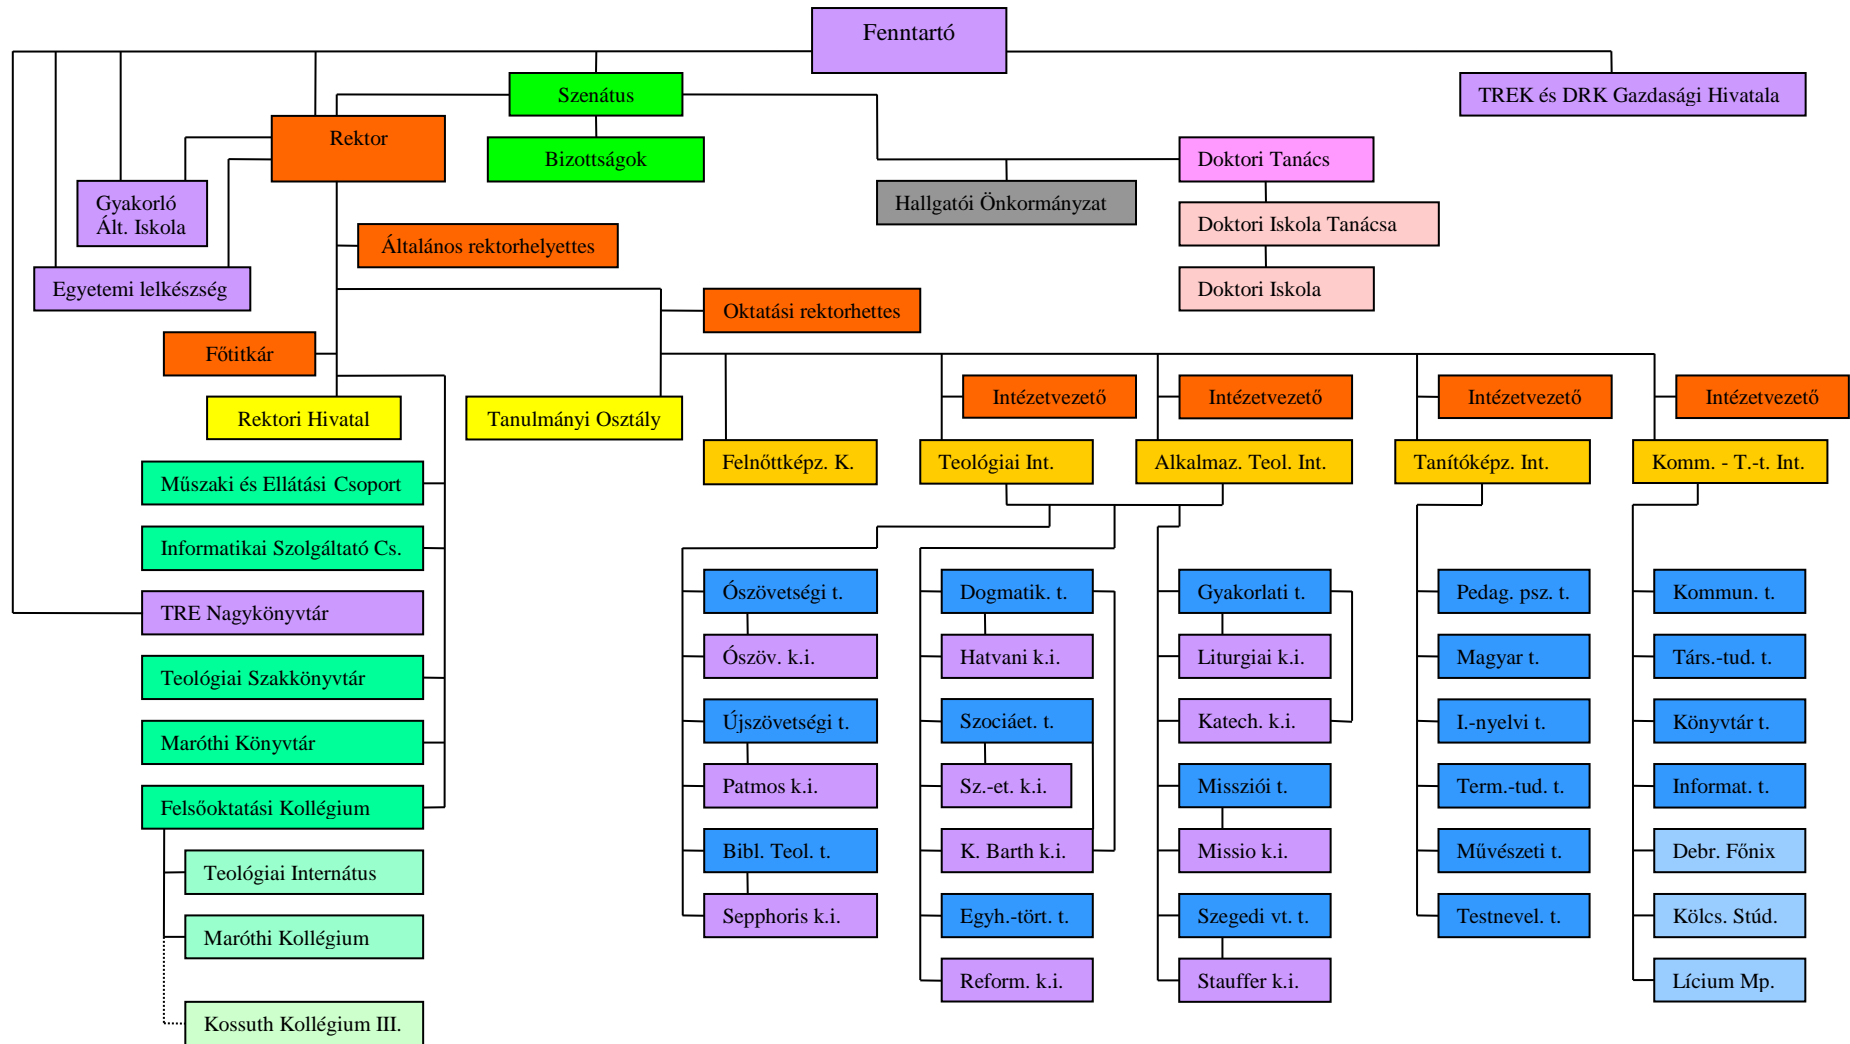 Fenntartó
Szenátus
TREK és DRK Gazdasági Hivatala
Rektor
Bizottságok
Doktori Tanács
Gyakorló
Ált. Iskola
Hallgatói Önkormányzat
Doktori Iskola Tanácsa
Általános rektorhelyettes
Egyetemi lelkészség
Doktori Iskola
Oktatási rektorhettes
Főtitkár
Intézetvezető
Intézetvezető
Intézetvezető
Intézetvezető
Rektori Hivatal
Tanulmányi Osztály
Felnőttképz. K.
Teológiai Int.
Alkalmaz. Teol. Int.
Tanítóképz. Int.
Komm. - T.-t. Int.
Műszaki és Ellátási Csoport
Informatikai Szolgáltató Cs.
TRE Nagykönyvtár
Teológiai Szakkönyvtár
Maróthi Könyvtár
Felsőoktatási Kollégium
Teológiai Internátus
Maróthi Kollégium
Kossuth Kollégium III.
Ószövetségi t.
Ószöv. k.i.
Újszövetségi t.
Patmos k.i.
Bibl. Teol. t.
Sepphoris k.i.
Dogmatik. t.
Hatvani k.i.
Szociáet. t.
Sz.-et. k.i.
K. Barth k.i.
Egyh.-tört. t.
Reform. k.i.
Gyakorlati t.
Liturgiai k.i.
Katech. k.i.
Missziói t.
Missio k.i.
Szegedi vt. t.
Stauffer k.i.
Pedag. psz. t.
Magyar t.
I.-nyelvi t.
Term.-tud. t.
Művészeti t.
Testnevel. t.
Kommun. t.
Társ.-tud. t.
Könyvtár t.
Informat. t.
Debr. Főnix
Kölcs. Stúd.
Lícium Mp.